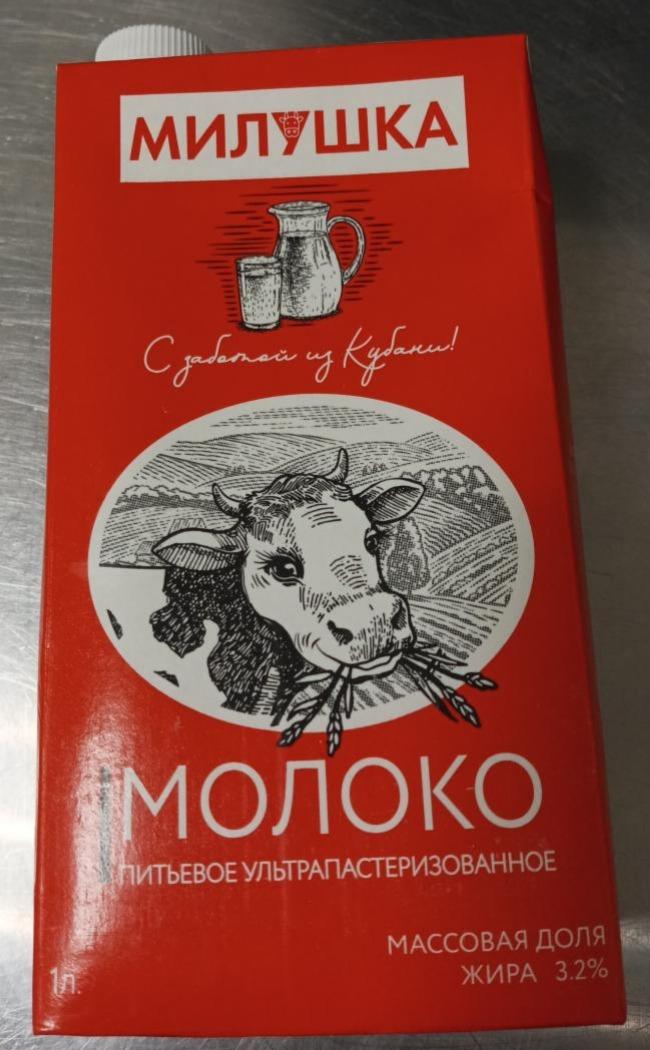 МИЛУШКА
С заботой из Кубани!
МОЛОКО
ПИТЬЕВОЕ УЛЬТРАПАСТЕРИЗОВАННОЕ
МАССОВАЯ ДОЛЯ
ЖИРА 3.2%
1л.